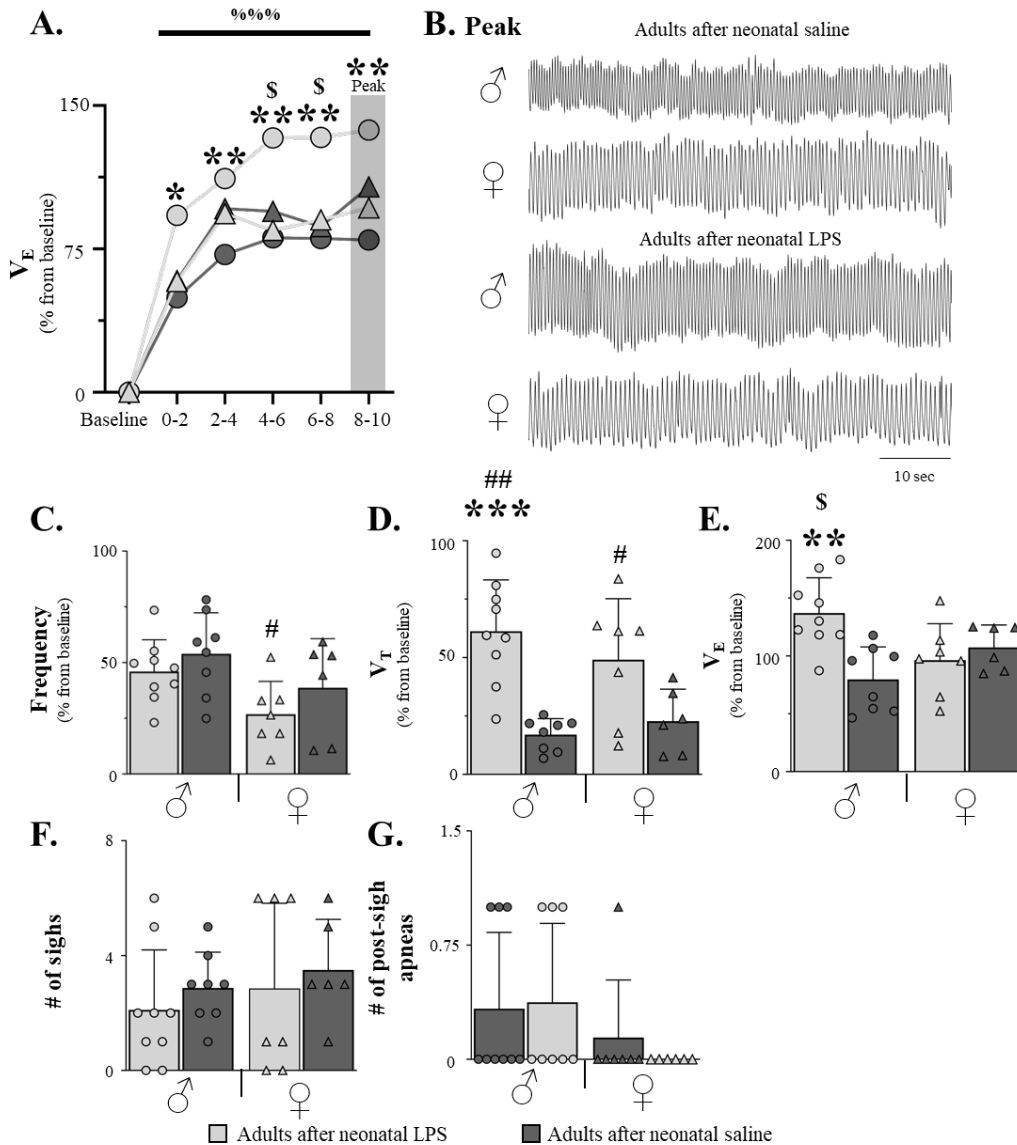 %%%
A.
B. Peak
Adults after neonatal saline
♂
♀
Adults after neonatal LPS
♂
♀
10 sec
**
Peak
$ $
** **
**
*
150
75
0
VE
(% from baseline)
Baseline 0-2 2-4 4-6 6-8 8-10
C.
100
50
0
Frequency
(% from baseline)
#
♂ ♀
D.
##
***
#
100
50
0
VT
(% from baseline)
♂ ♀
E.
$
**
200
100
0
VE
(% from baseline)
♂ ♀
F.
8
4
0
# of sighs
♂ ♀
G.
1.5
0.75
0
# of post-sigh
apneas
♂ ♀
Adults after neonatal LPS Adults after neonatal saline